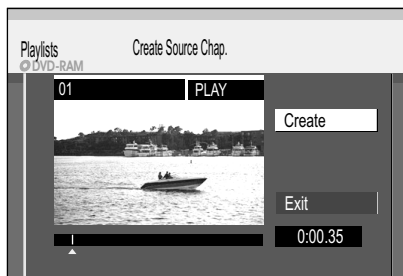 Playlists
Create Source Chap.
DVD-RAM
01
PLAY
Create
Exit
0:00.35